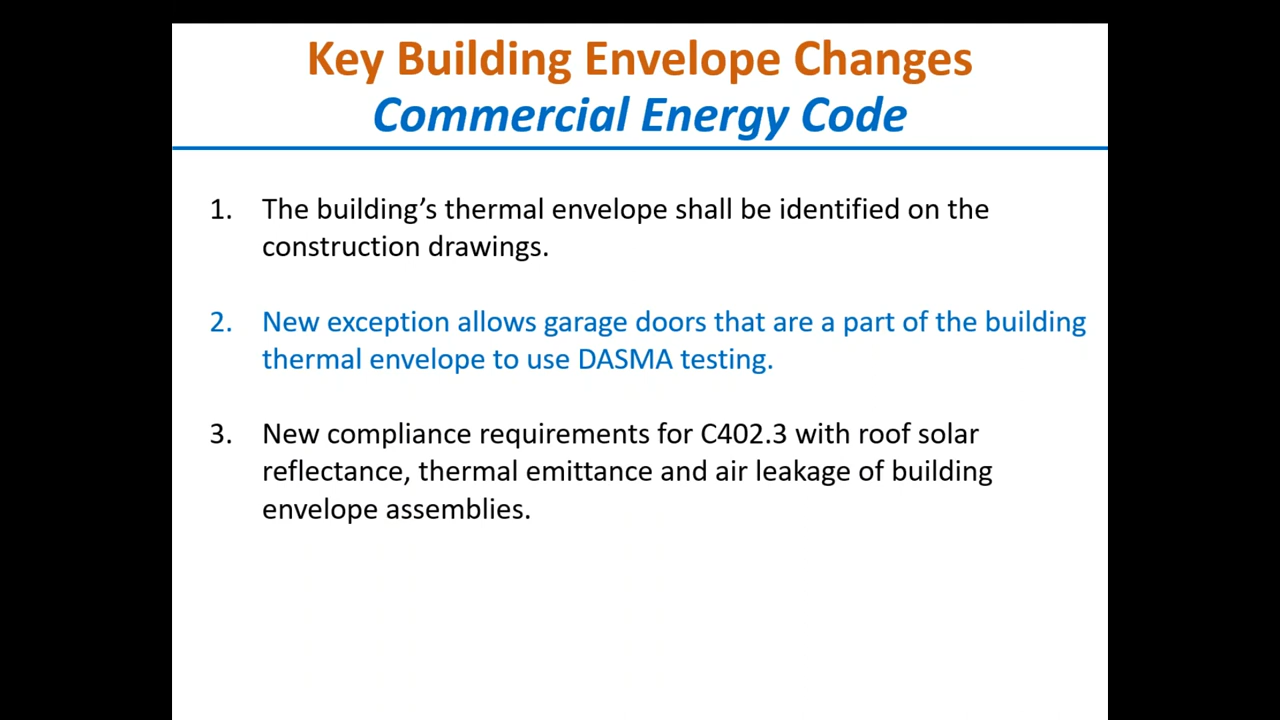 Key Building Envelope Changes
Commercial Energy Code
1. The building’s thermal envelope shall be identified on the
construction drawings.
2. New exception allows garage doors that are a part of the building
thermal envelope to use DASMA testing.
3. New compliance requirements for C402.3 with roof solar
reflectance, thermal emittance and air leakage of building
envelope assemblies.